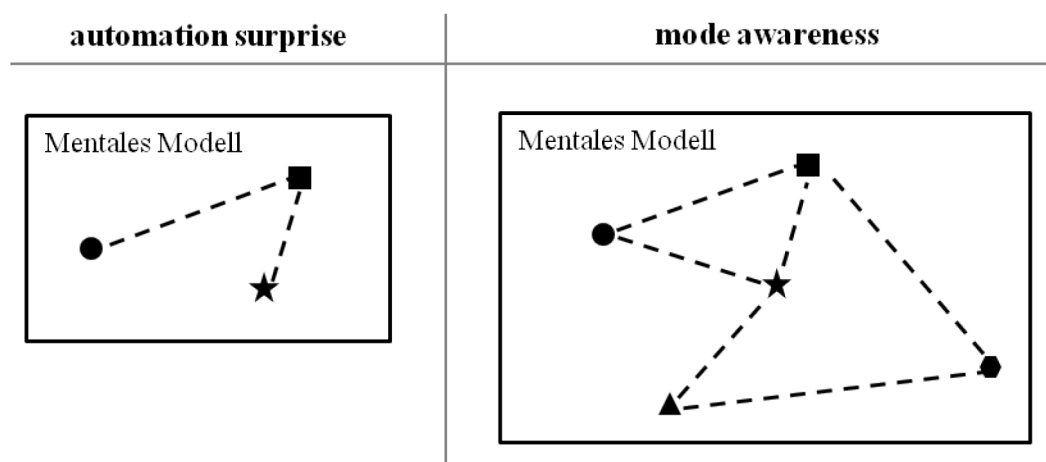 automation surprise
mode awareness
Mentales Modell
Mentales Modell